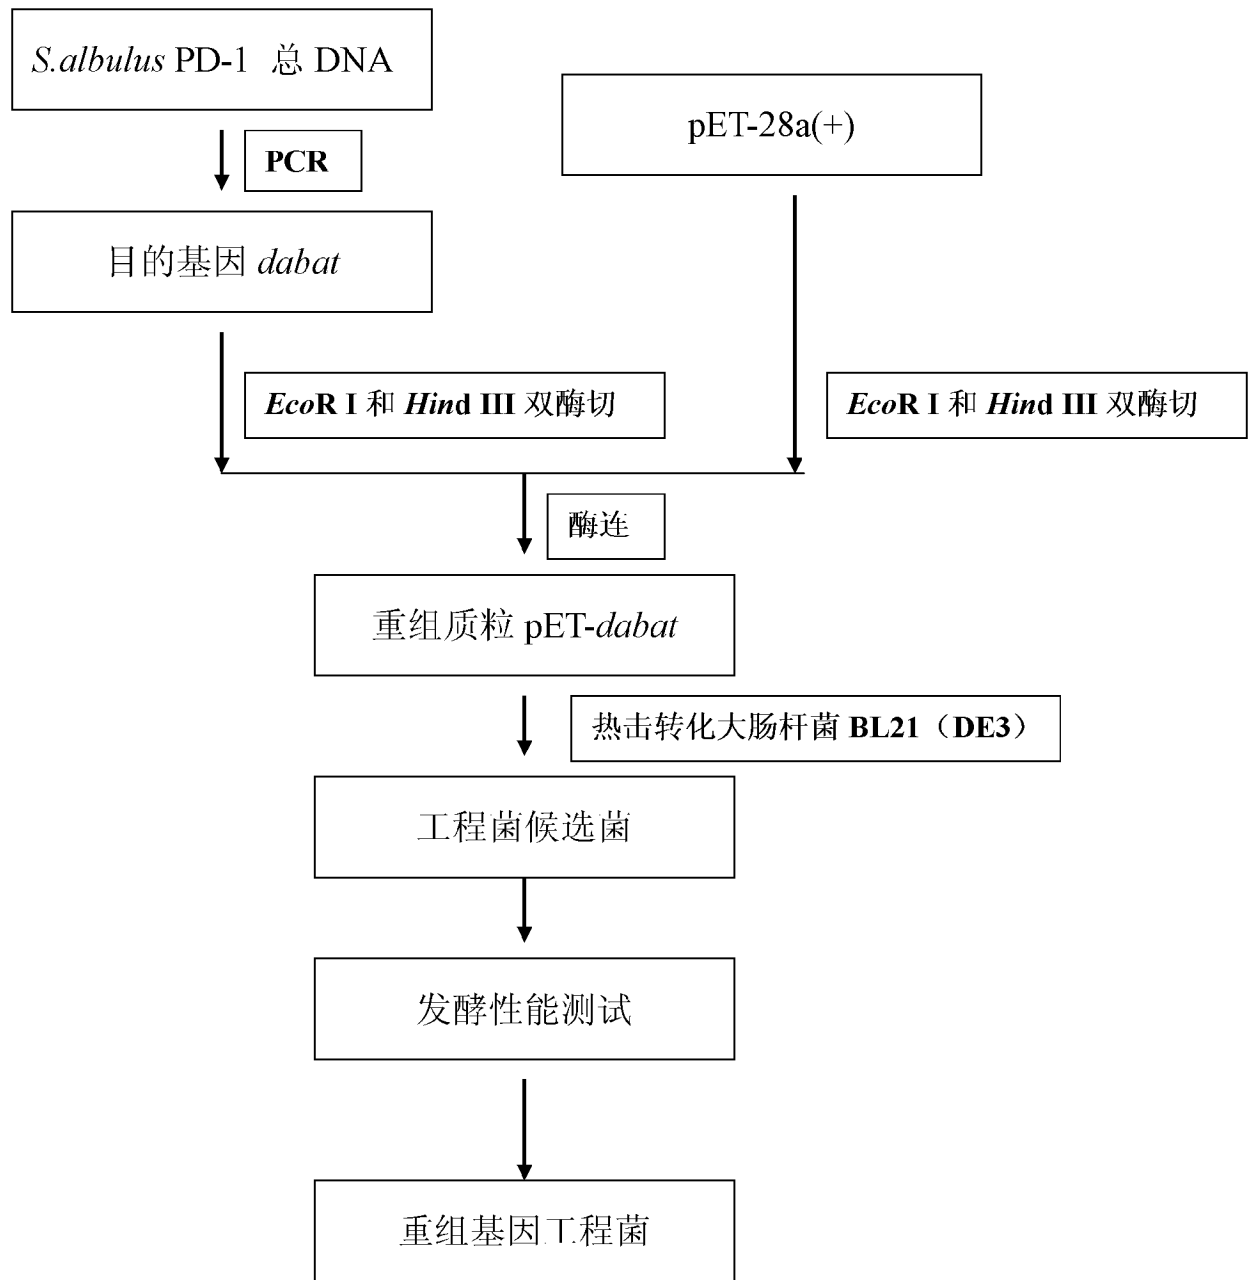 S.albulus PD-1 总 DNA
pET-28a(+)
PCR
目的基因 dabat
EcoR I 和 Hind III 双酶切
EcoR I 和 Hind III 双酶切
酶连
重组质粒 pET-dabat
热击转化大肠杆菌 BL21（DE3）
工程菌候选菌
发酵性能测试
重组基因工程菌